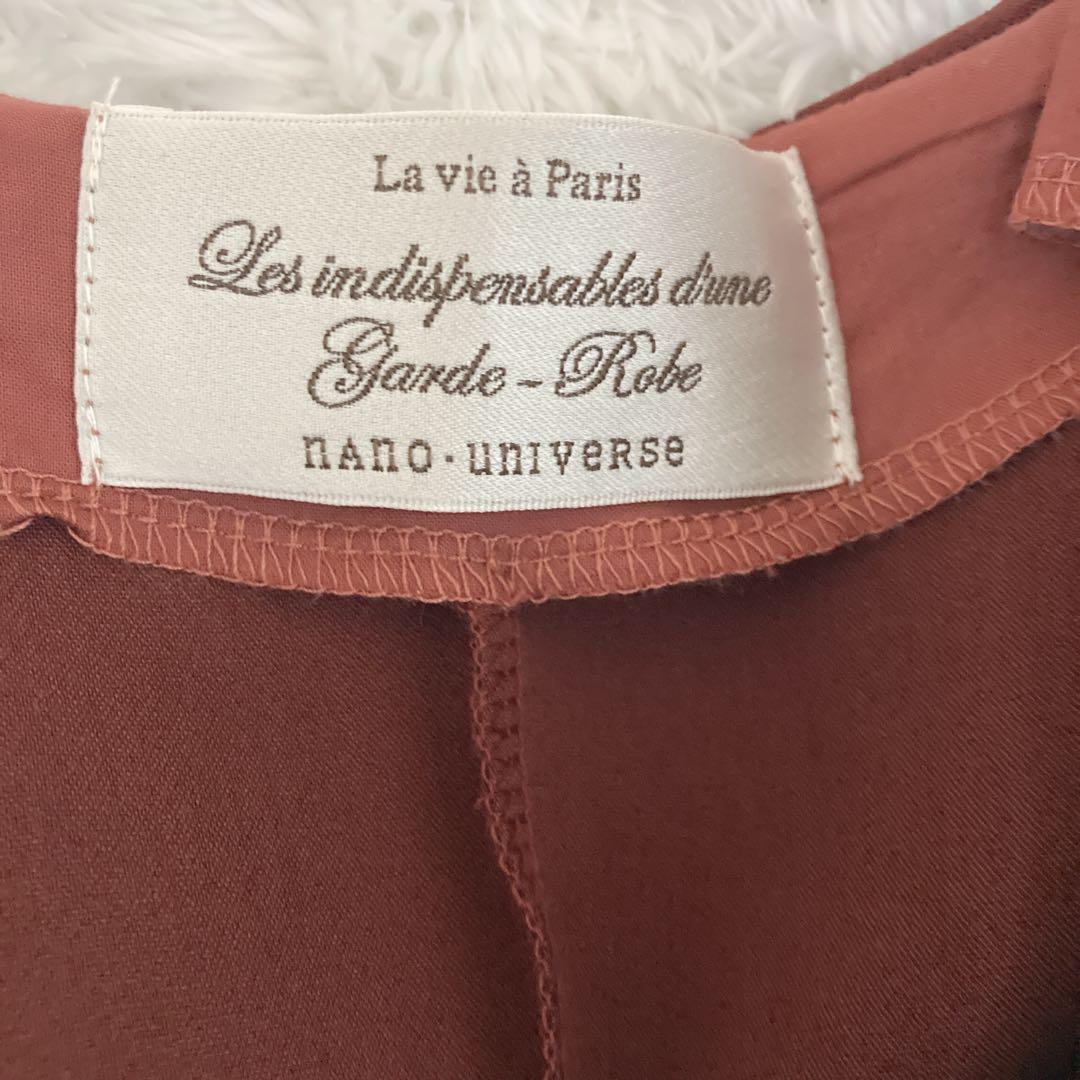 La vie à Paris
Les indispensables d'une
Garde-Robe
nAno·universe